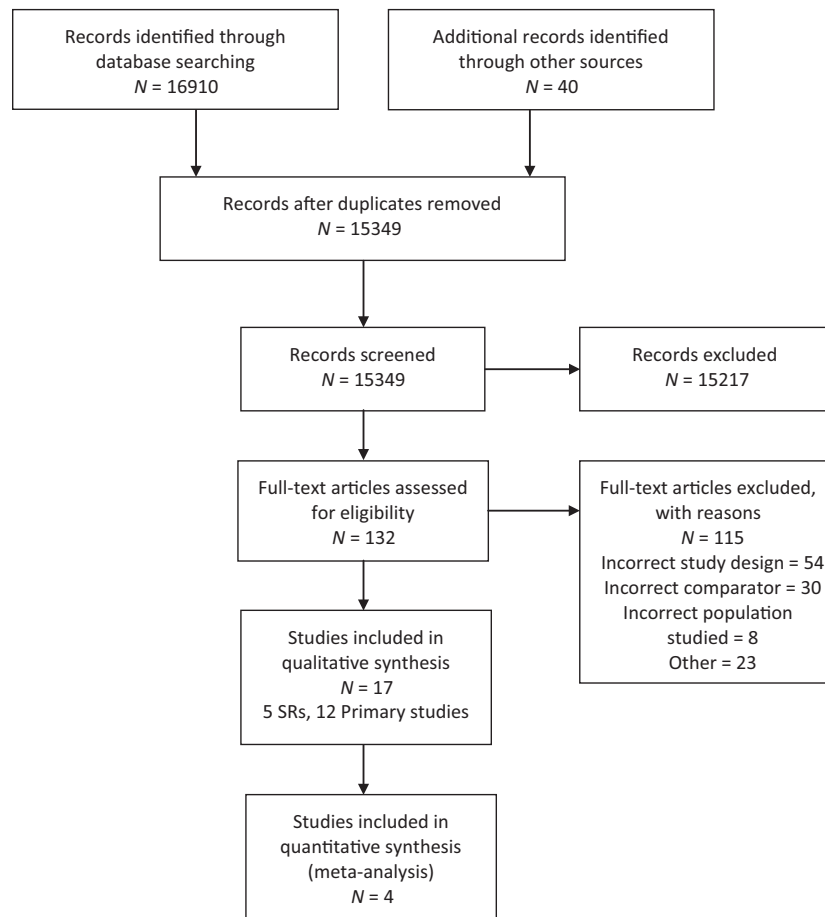 Records identified through
database searching
N = 16910
Additional records identified
through other sources
N = 40
Records after duplicates removed
N = 15349
Records screened
N = 15349
Records excluded
N = 15217
Full-text articles assessed
for eligibility
N = 132
Full-text articles excluded,
with reasons
N = 115
Incorrect study design = 54
Incorrect comparator = 30
Incorrect population
studied = 8
Other = 23
Studies included in
qualitative synthesis
N = 17
5 SRs, 12 Primary studies
Studies included in
quantitative synthesis
(meta-analysis)
N = 4